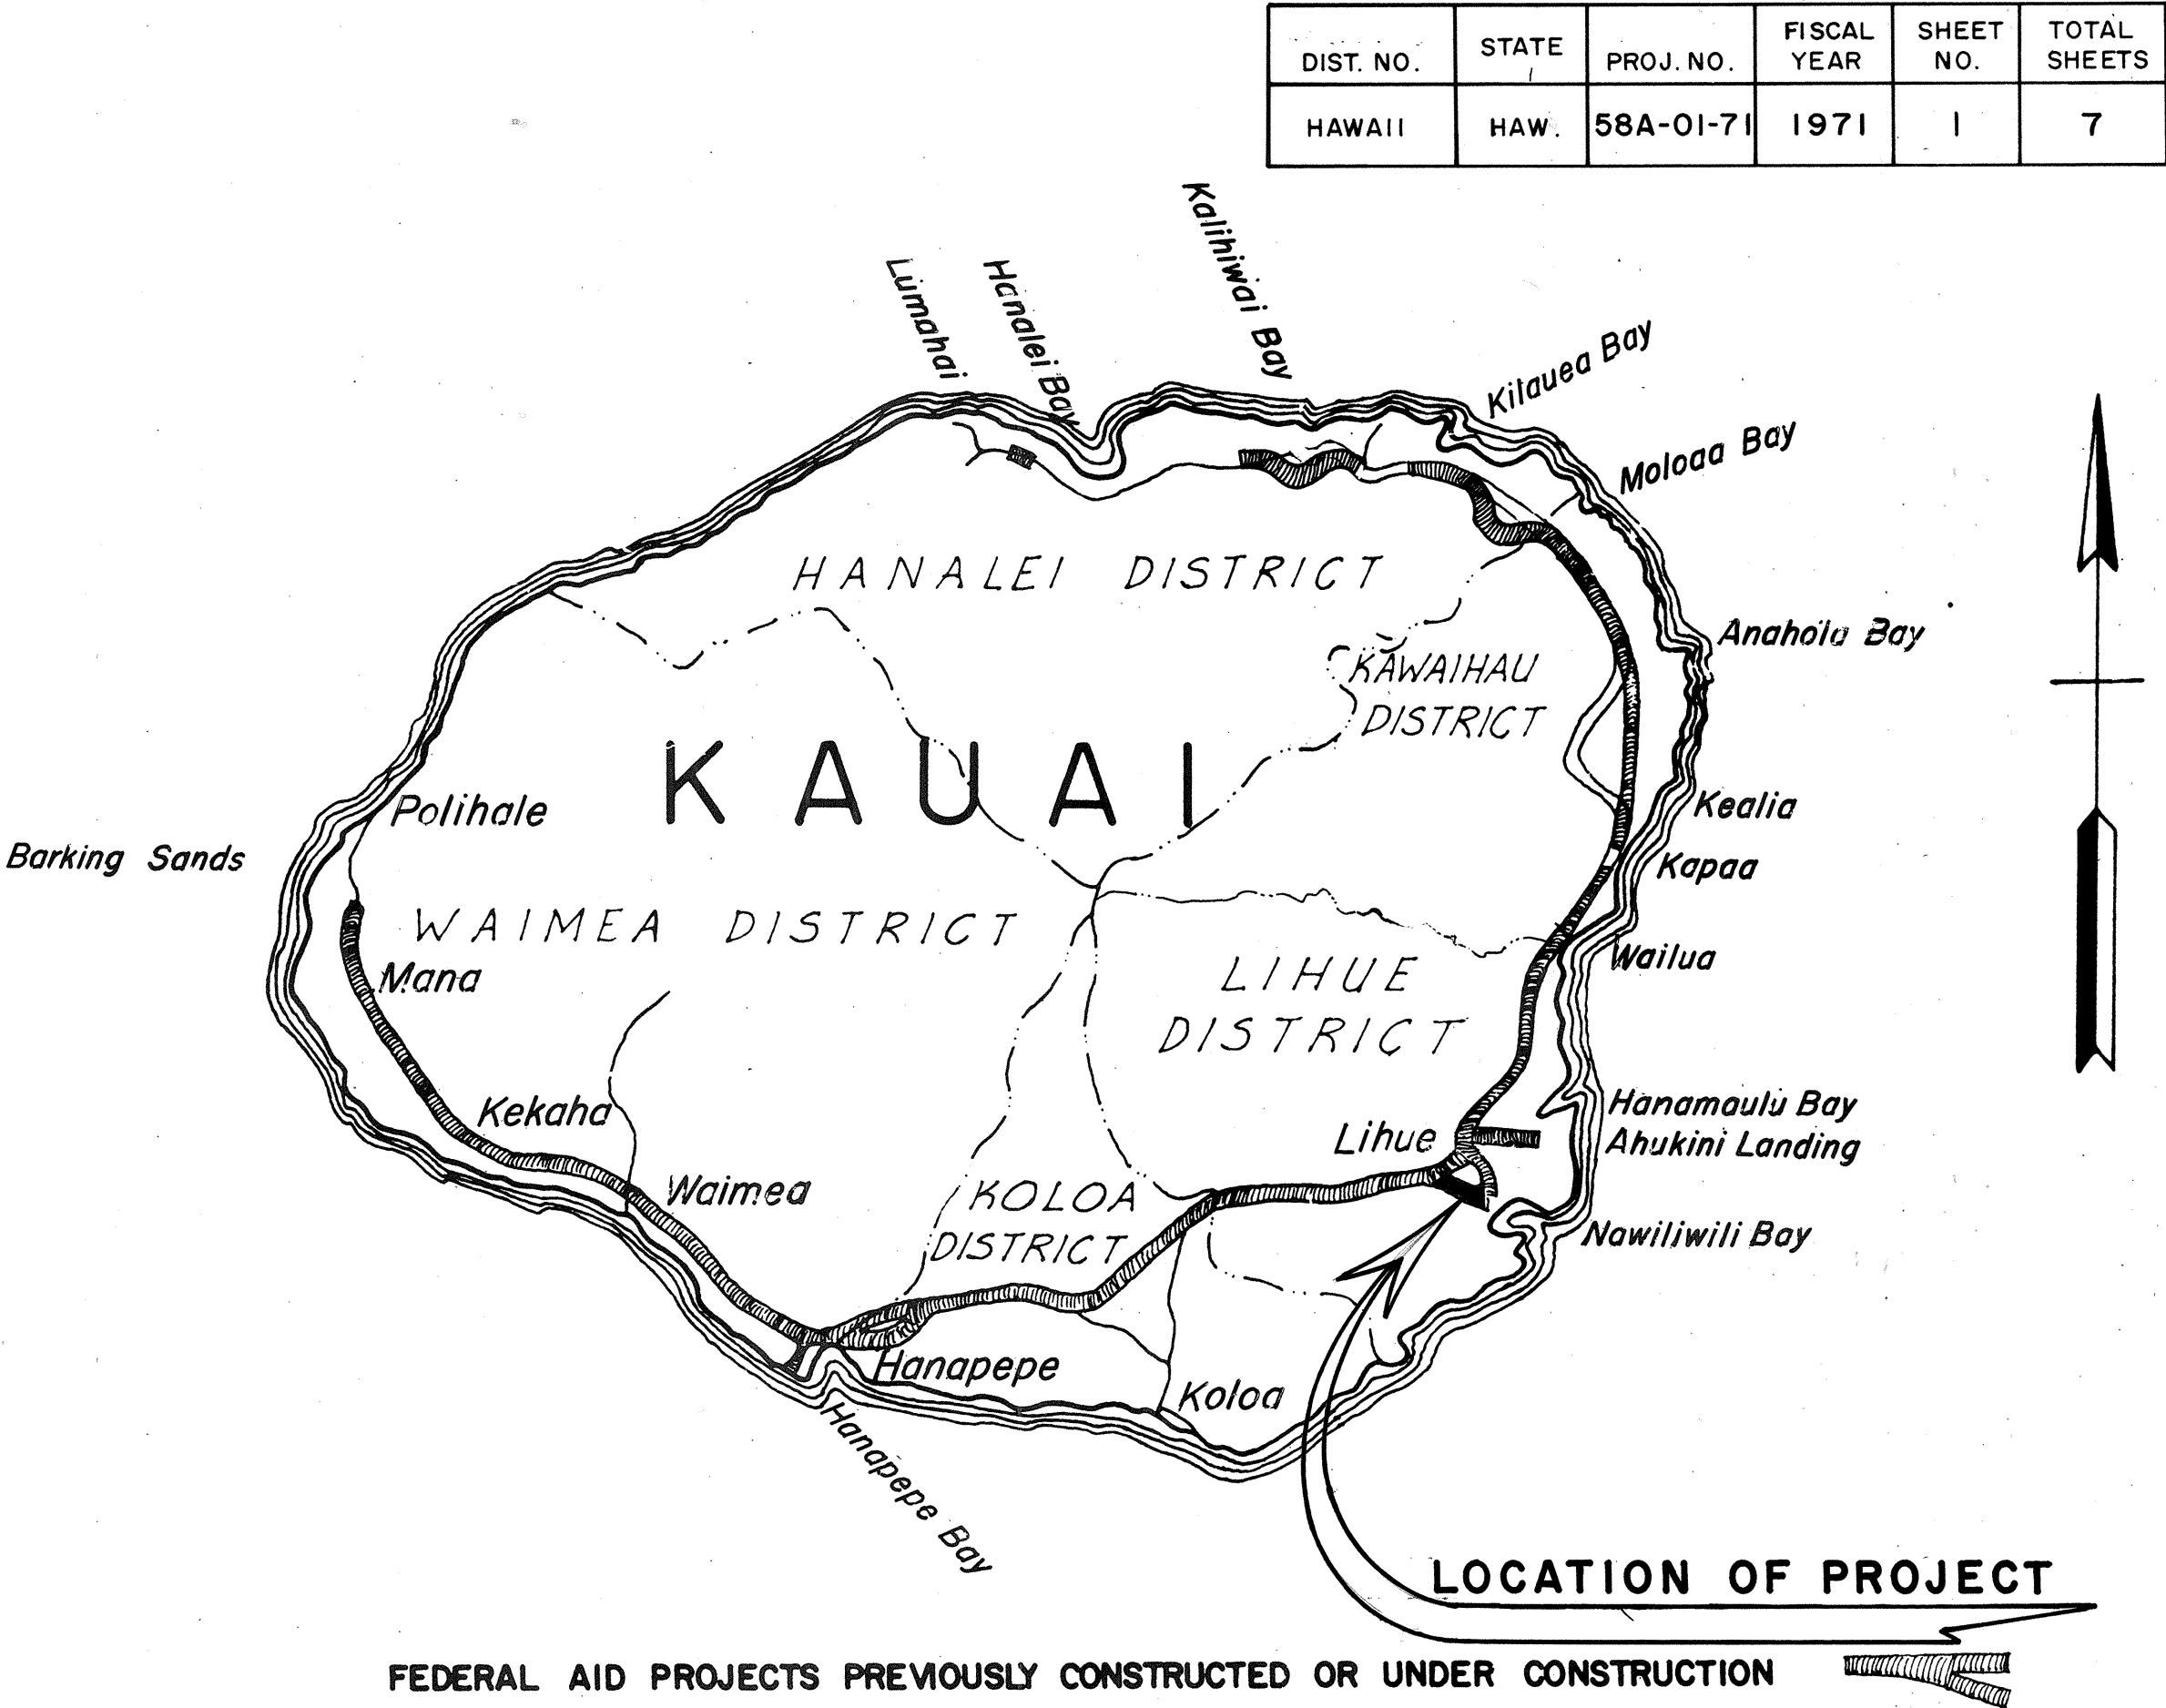 DIST. NO. STATE PROJ. NO. FISCAL YEAR SHEET NO. TOTAL SHEETS
HAWAII HAW. 58A-01-71 1971 1 7
Lumahai
Hanalei Bay
Kalihiwai Bay
Kilauea Bay
Moloaa Bay
HANALEI DISTRICT
Anahola Bay
KAWAIHAU
DISTRICT
KAUAI
Polihale
Kealia
Barking Sands
Kapaa
WAIMEA DISTRICT
Wailua
Mana
LIHUE
DISTRICT
Kekaha
Hanamaulu Bay
Lihue
Ahukini Landing
Waimea
KOLOA
DISTRICT
Nawiliwili Bay
Hanapepe
Koloa
Hanapepe Bay
LOCATION OF PROJECT
FEDERAL AID PROJECTS PREVIOUSLY CONSTRUCTED OR UNDER CONSTRUCTION